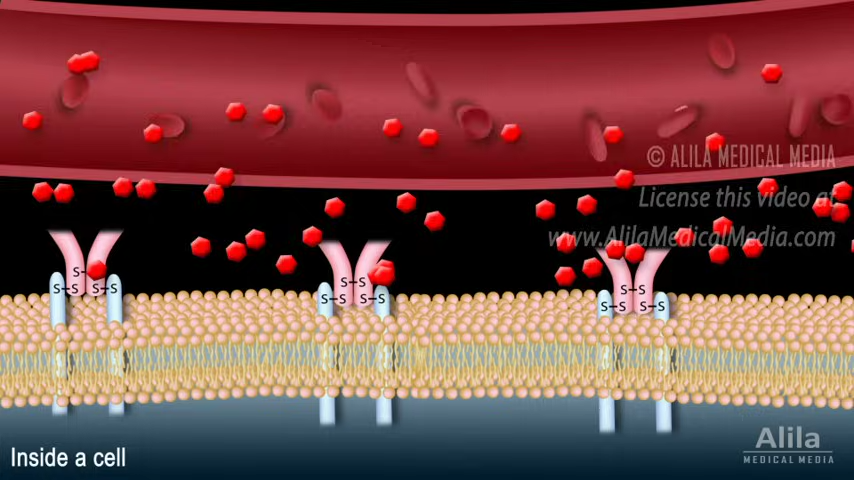 © ALILA MEDICAL MEDIA
License this video at
www.AlilaMedicalMedia.com
S-S
S-S
S-S
S-S
S-S
S-S
S-S
S-S
S-S
Inside a cell
Alila
MEDICAL MEDIA